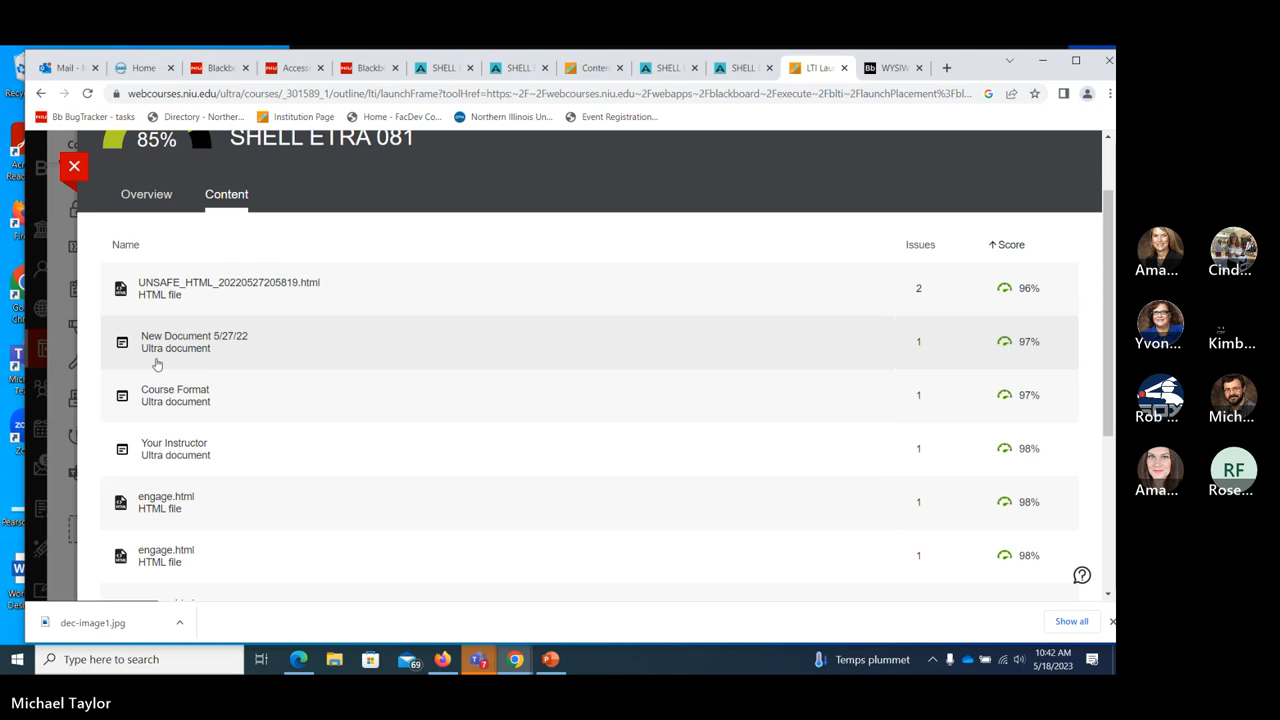 Mail - M
Home -
Blackb
Access
Blackb
SHELL
SHELL
Conten
SHELL
SHELL
LTI Lau
Bb WYSIW
webcourses.niu.edu/ultra/courses/_301589_1/outline/lti/launchFrame?toolHref=https:~2F~2Fwebcourses.niu.edu~2Fwebapps~2Fblackboard~2Fexecute~2Fblti~2FlaunchPlacement%3Fbl...
Bb BugTracker - tasks
Directory - Norther...
Institution Page
Home - FacDev Co...
Northern Illinois Un...
Event Registration...
85%
SHELL ETRA 081
Overview
Content
Name
Issues
Score
UNSAFE_HTML_20220527205819.html
HTML file
2
96%
New Document 5/27/22
Ultra document
1
97%
Course Format
Ultra document
1
97%
Your Instructor
Ultra document
1
98%
engage.html
HTML file
1
98%
engage.html
HTML file
1
98%
dec-image1.jpg
Show all
Type here to search
69
7
Temps plummet
10:42 AM
5/18/2023
Ama...
Cind...
Yvon...
Kimb...
Rob ...
Mich...
Ama...
RF
Rose...
Michael Taylor